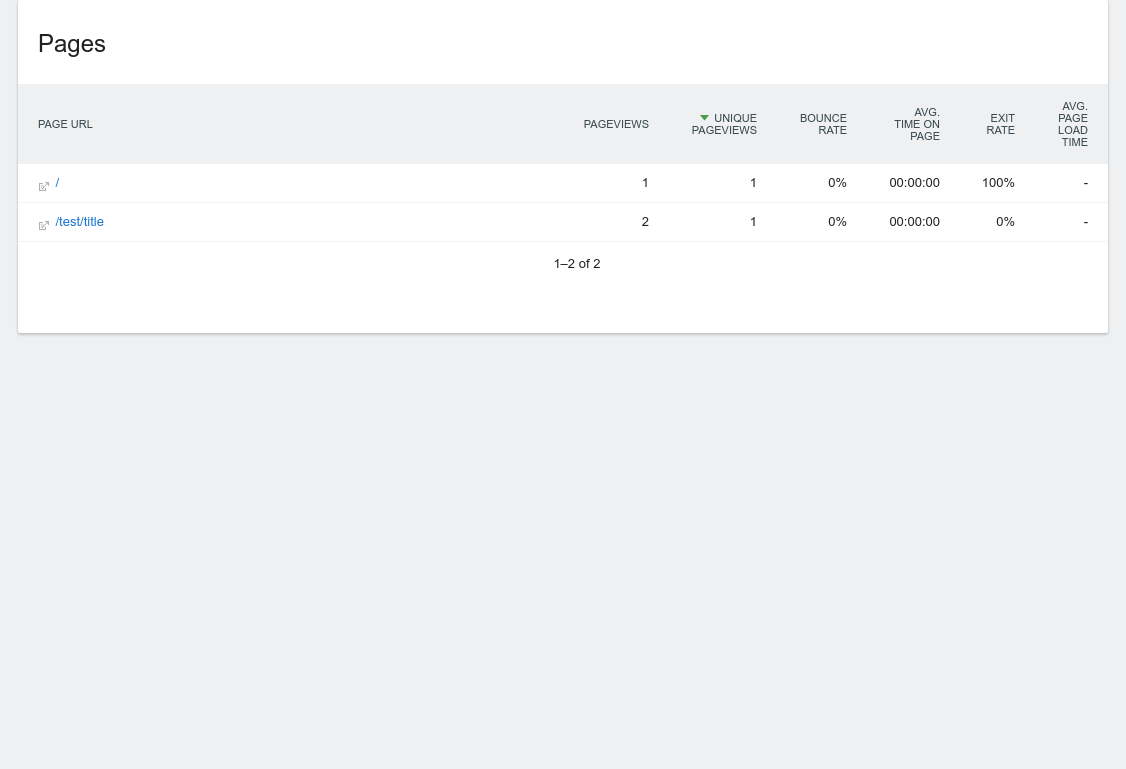 Pages
PAGE URL
PAGEVIEWS
UNIQUE
PAGEVIEWS
BOUNCE
RATE
AVG.
TIME ON
PAGE
EXIT
RATE
AVG.
PAGE
LOAD
TIME
/ 1 1 0% 00:00:00 100% -
/test/title 2 1 0% 00:00:00 0% -
1–2 of 2